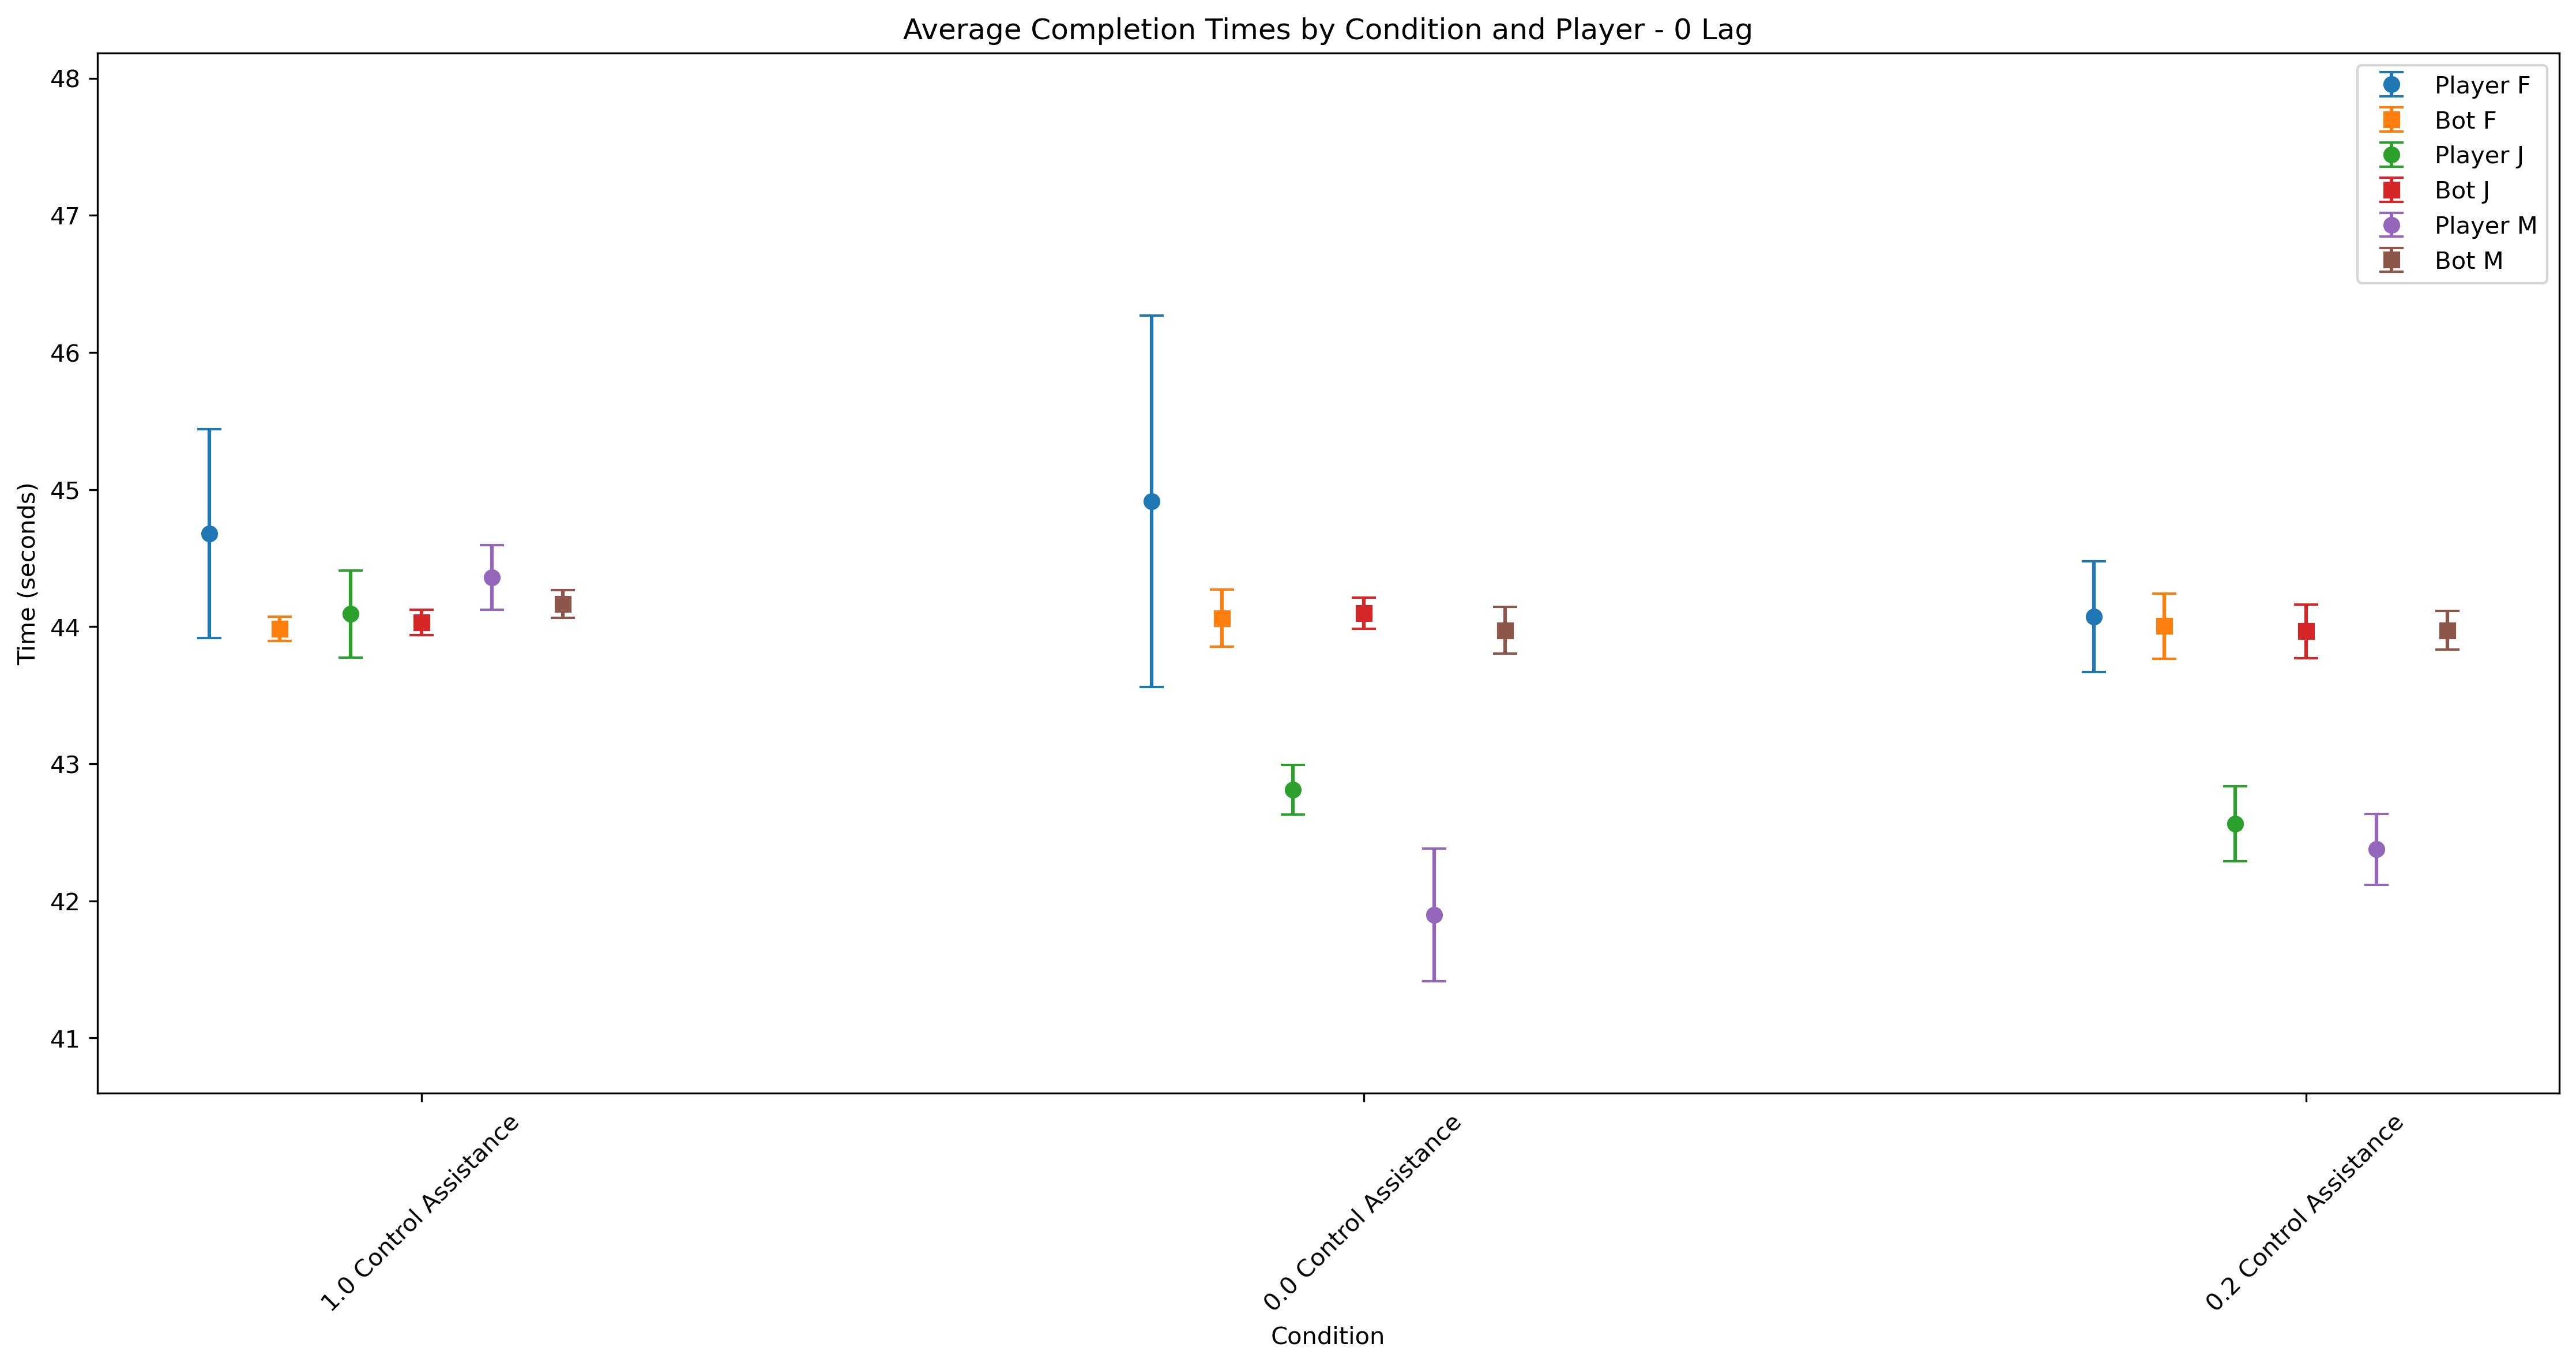 Average Completion Times by Condition and Player - 0 Lag
Player F
Bot F
Player J
Bot J
Player M
Bot M
Time (seconds)
48
47
46
45
44
43
42
41
1.0 Control Assistance
0.0 Control Assistance
0.2 Control Assistance
Condition